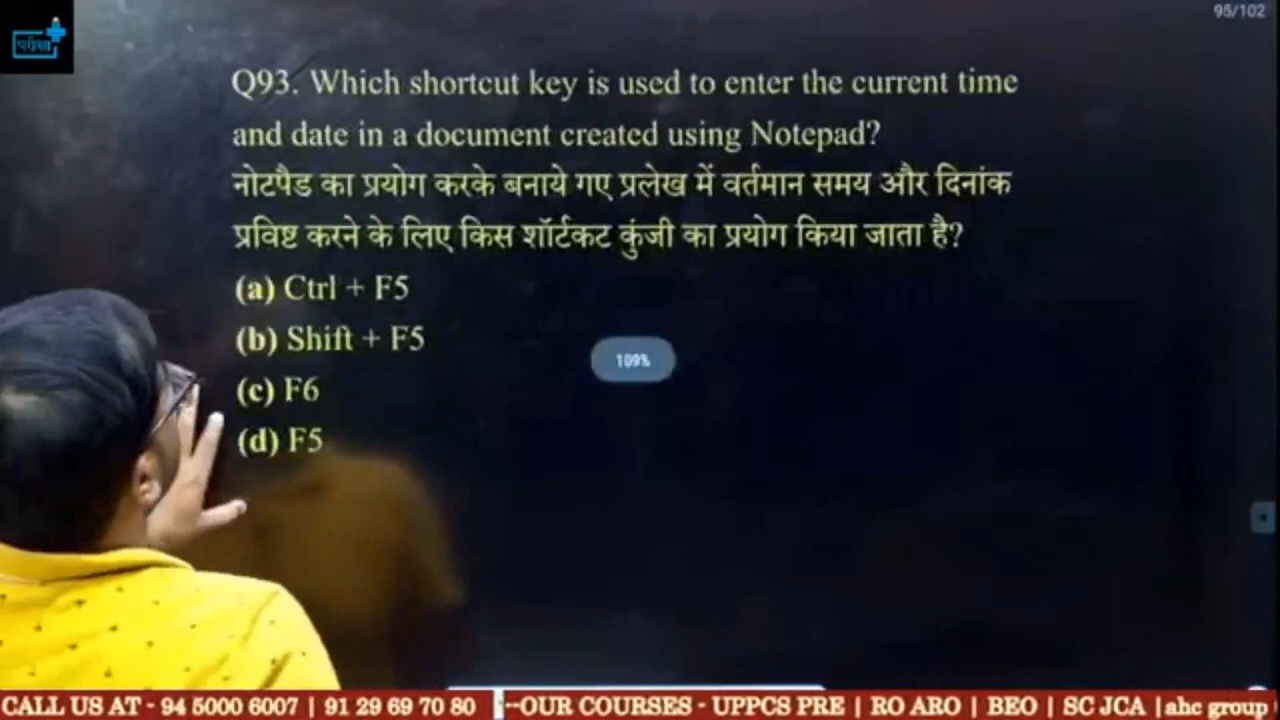 95/102
परीक्षा
Q93. Which shortcut key is used to enter the current time
and date in a document created using Notepad?
नोटपैड का प्रयोग करके बनाये गए प्रलेख में वर्तमान समय और दिनांक
प्रविष्ट करने के लिए किस शॉर्टकट कुंजी का प्रयोग किया जाता है?
(a) Ctrl + F5
(b) Shift + F5
109%
(c) F6
(d) F5
CALL US AT - 94 5000 6007 | 91 29 69 70 80 --OUR COURSES - UPPCS PRE | RO ARO | BEO | SC JCA |ahc group